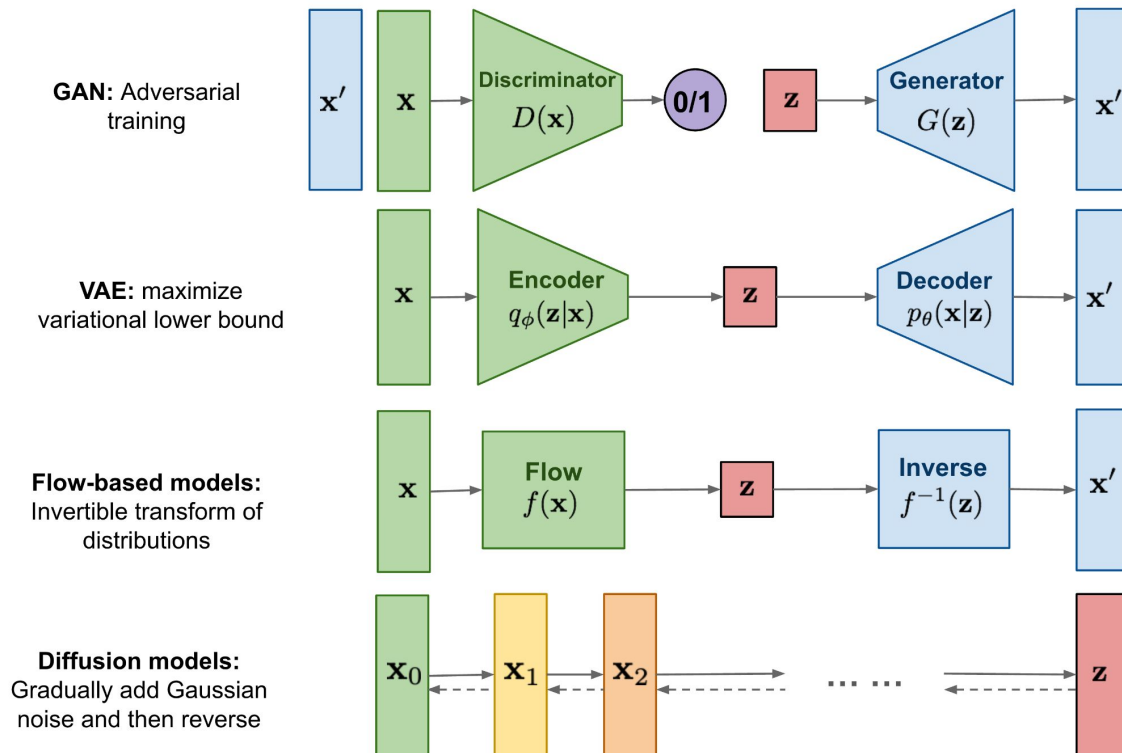 GAN: Adversarial
training
x′
x
Discriminator
D(x)
0/1
z
Generator
G(z)
x′
VAE: maximize
variational lower bound
x
Encoder
qϕ(z|x)
z
Decoder
pθ(x|z)
x′
Flow-based models:
Invertible transform of
distributions
x
Flow
f(x)
z
Inverse
f⁻¹(z)
x′
Diffusion models:
Gradually add Gaussian
noise and then reverse
x₀
x₁
x₂
... ...
z